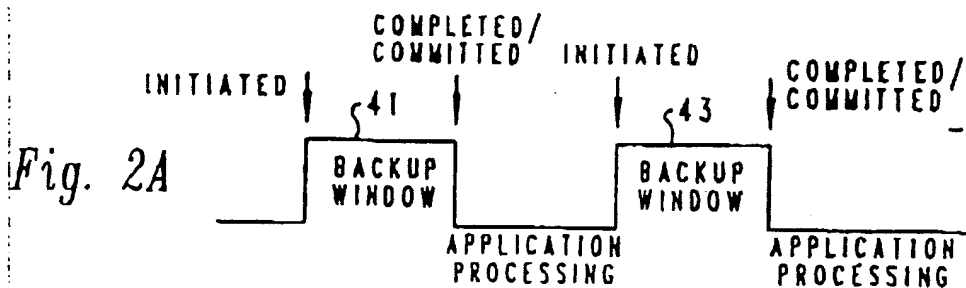 COMPLETED/
COMMITTED
INITIATED
INITIATED
COMPLETED/
COMMITTED
41
43
Fig. 2A
BACKUP
WINDOW
BACKUP
WINDOW
APPLICATION
PROCESSING
APPLICATION
PROCESSING